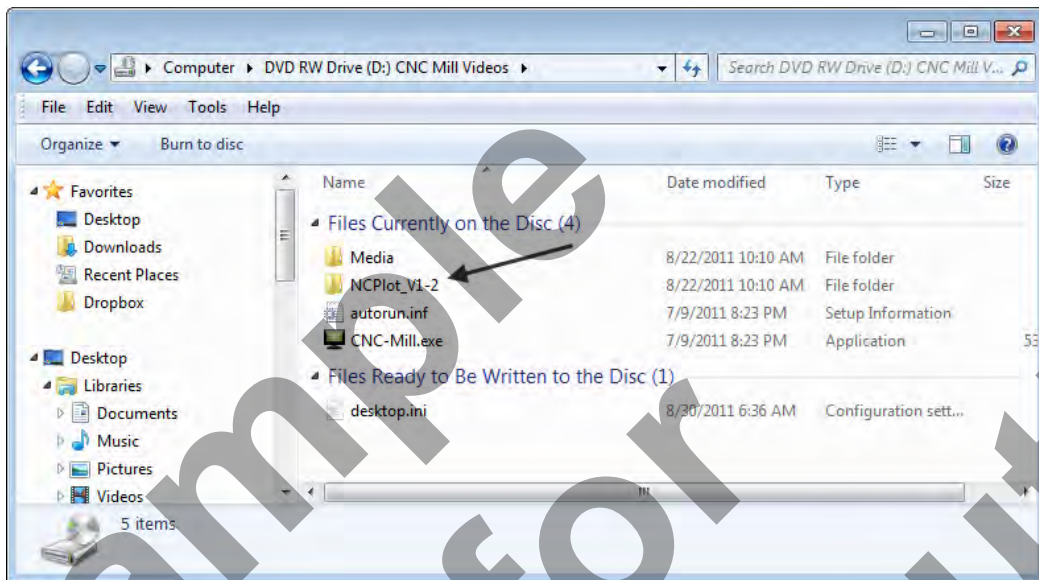 Computer DVD RW Drive (D:) CNC Mill Videos Search DVD RW Drive (D:) CNC Mill V...
File Edit View Tools Help
Organize Burn to disc
Favorites
Desktop
Downloads
Recent Places
Dropbox
Desktop
Libraries
Documents
Music
Pictures
Videos
Name Date modified Type Size
Files Currently on the Disc (4)
Media 8/22/2011 10:10 AM File folder
NCPlot_V1-2 8/22/2011 10:10 AM File folder
autorun.inf 7/9/2011 8:23 PM Setup Information
CNC-Mill.exe 7/9/2011 8:23 PM Application 53
Files Ready to Be Written to the Disc (1)
desktop.ini 8/30/2011 6:36 AM Configuration sett...
5 items
ample
for